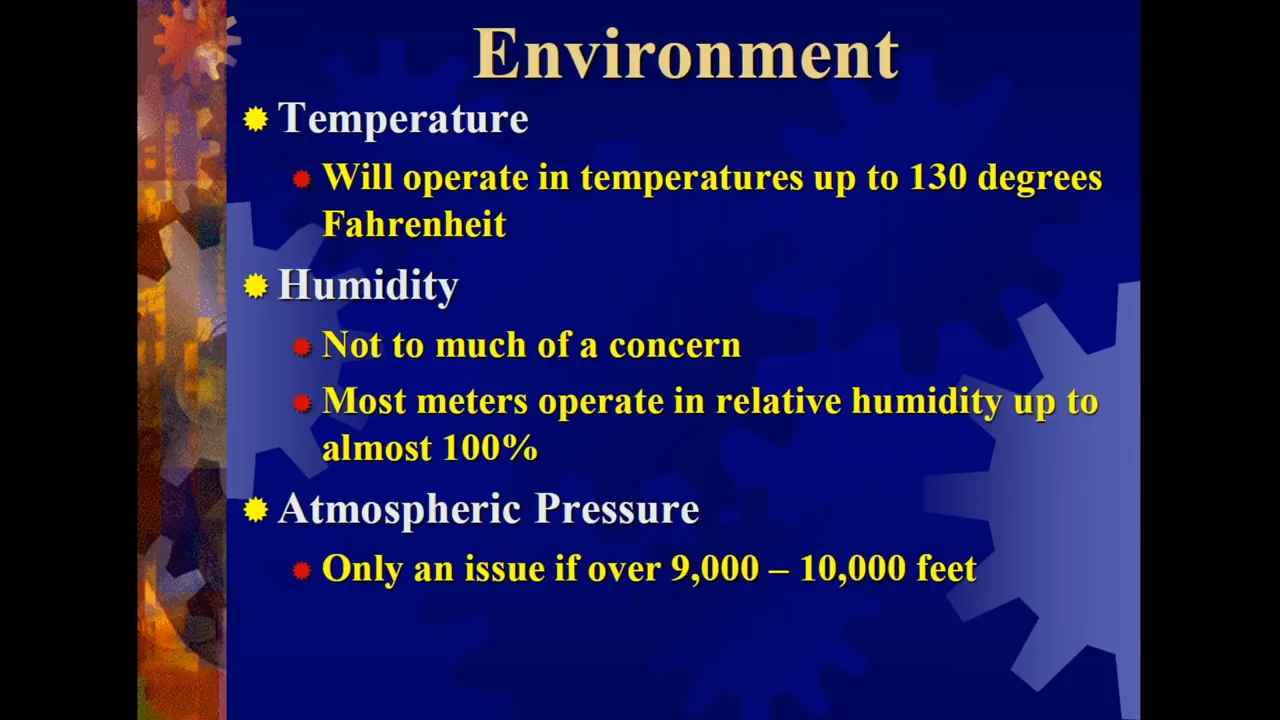 Environment
Temperature
Will operate in temperatures up to 130 degrees
Fahrenheit
Humidity
Not to much of a concern
Most meters operate in relative humidity up to
almost 100%
Atmospheric Pressure
Only an issue if over 9,000 – 10,000 feet